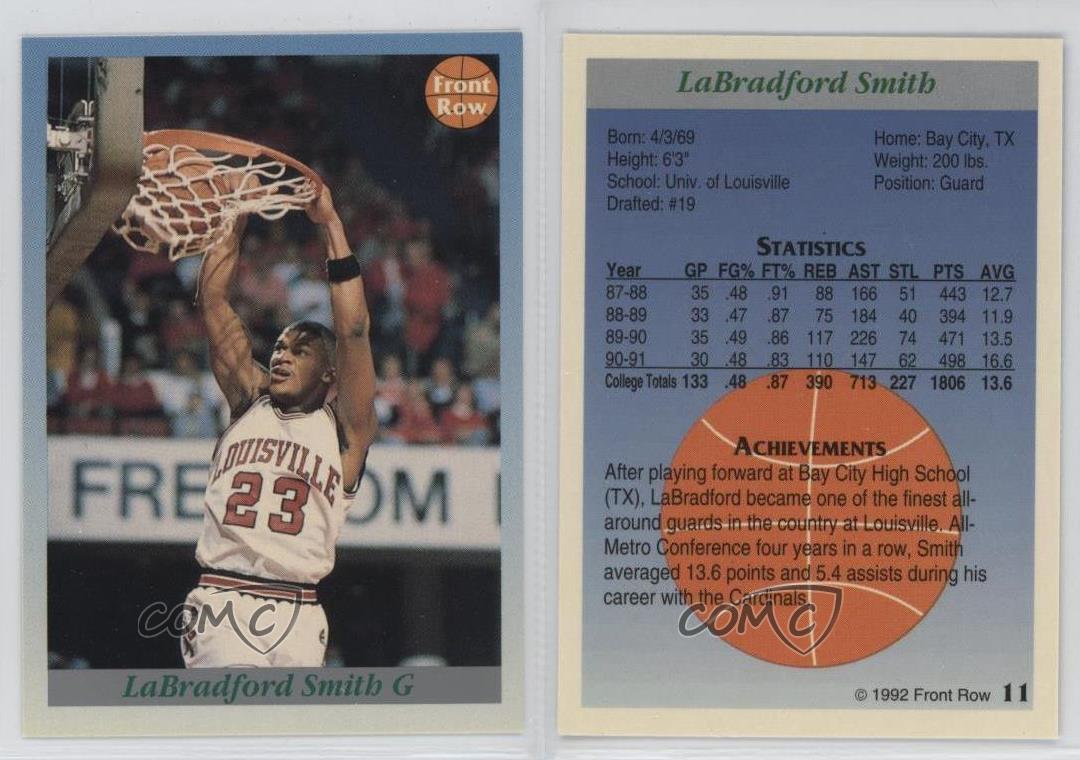 Front
Row
LOUISVILLE
23
FREEDOM
COMC
LaBradford Smith G
LaBradford Smith
Born: 4/3/69 Home: Bay City, TX
Height: 6'3" Weight: 200 lbs.
School: Univ. of Louisville Position: Guard
Drafted: #19
STATISTICS
Year GP FG% FT% REB AST STL PTS AVG
87-88 35 .48 .91 88 166 51 443 12.7
88-89 33 .47 .87 75 184 40 394 11.9
89-90 35 .49 .86 117 226 74 471 13.5
90-91 30 .48 .83 110 147 62 498 16.6
College Totals 133 .48 .87 390 713 227 1806 13.6
ACHIEVEMENTS
After playing forward at Bay City High School
(TX), LaBradford became one of the finest all-
around guards in the country at Louisville. All-
Metro Conference four years in a row, Smith
averaged 13.6 points and 5.4 assists during his
career with the Cardinals.
COMC
© 1992 Front Row 11